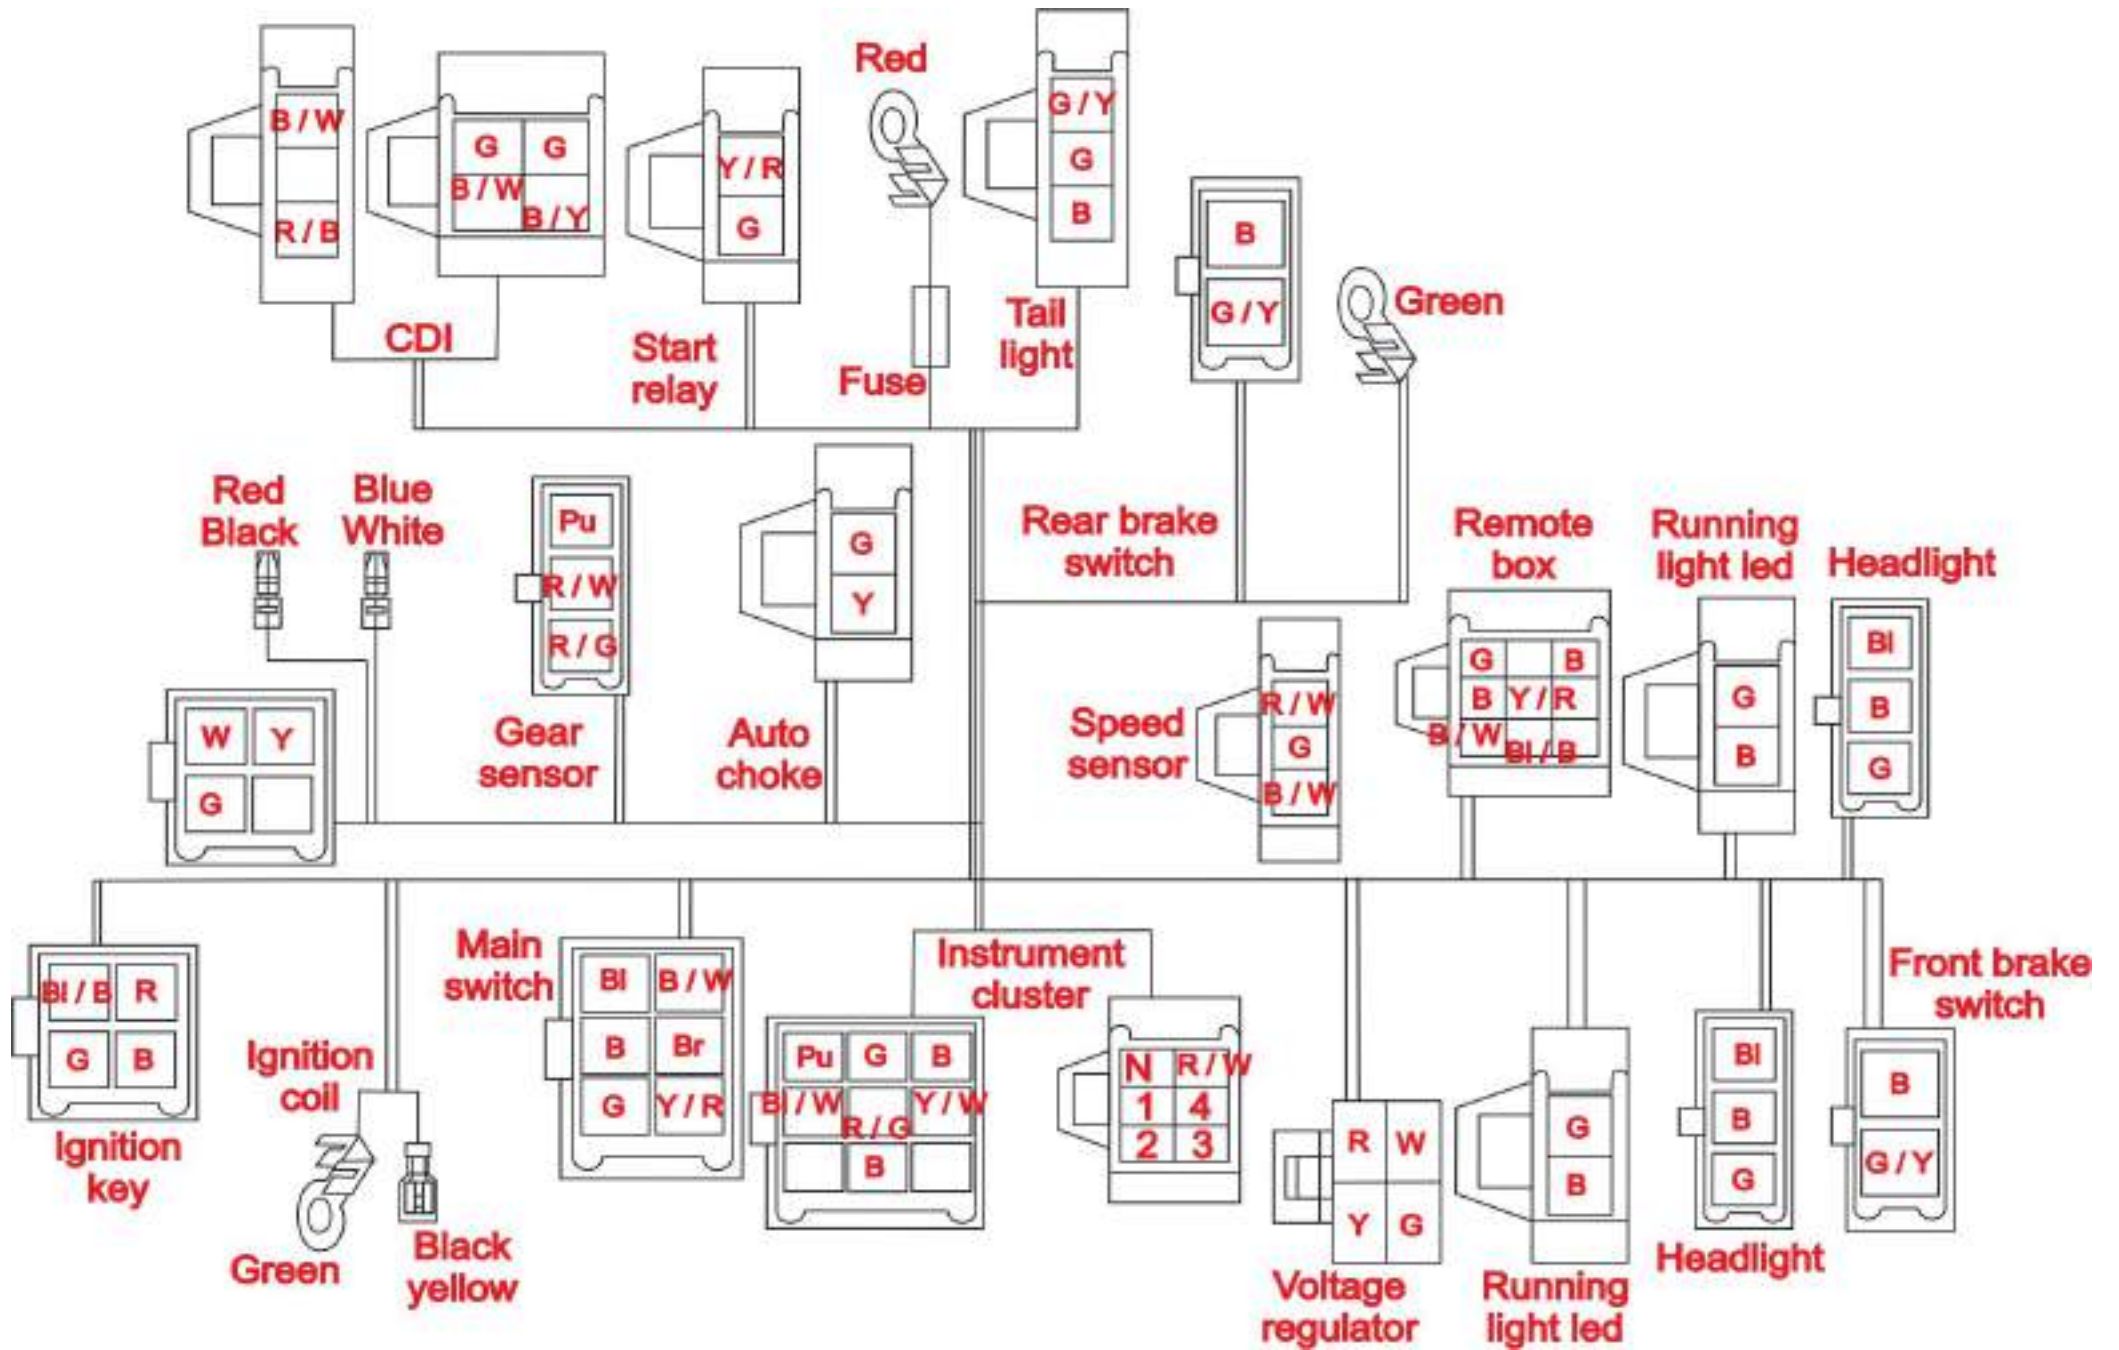 B / W
R / B
G G
B / W
B / Y
CDI
Y / R
G
Start
relay
Red
Fuse
G / Y
G
B
Tail
light
B
G / Y
Green
Rear brake
switch
Red
Black
Blue
White
W Y
G
Pu
R / W
R / G
Gear
sensor
G
Y
Auto
choke
Speed
sensor
R / W
G
B / W
Remote
box
G B
B Y / R
B / W
Bl / B
Running
light led
G
B
Headlight
Bl
B
G
Bl / B R
G B
Ignition
key
Ignition
coil
Green
Black
yellow
Main
switch
Bl B / W
B Br
G Y / R
Instrument
cluster
Pu G B
Bl / W Y / W
R / G
B
N R / W
1 4
2 3
R W
Y G
Voltage
regulator
G
B
Running
light led
Bl
B
G
Headlight
Front brake
switch
B
G / Y